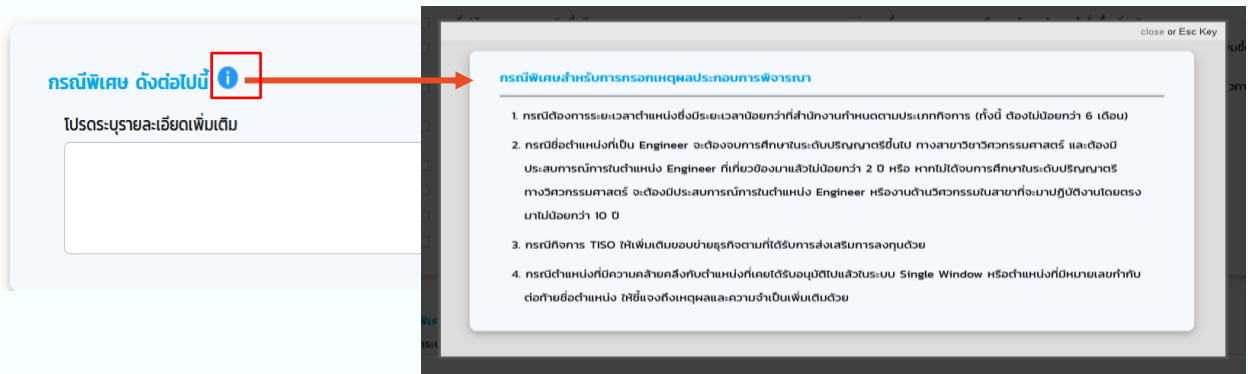 กรณีพิเศษ ดังต่อไปนี้
โปรดระบุรายละเอียดเพิ่มเติม
close or Esc Key
กรณีพิเศษสำหรับการกรอกเหตุผลประกอบการพิจารณา
1. กรณีต้องการระยะเวลาตำแหน่งซึ่งมีระยะเวลาน้อยกว่าที่สำนักงานกำหนดตามประเภทกิจการ (ทั้งนี้ ต้องไม่น้อยกว่า 6 เดือน)
2. กรณีชื่อตำแหน่งที่เป็น Engineer จะต้องจบการศึกษาในระดับปริญญาตรีขึ้นไป ทางสาขาวิชาวิศวกรรมศาสตร์ และต้องมี
ประสบการณ์การในตำแหน่ง Engineer ที่เกี่ยวข้องมาแล้วไม่น้อยกว่า 2 ปี หรือ หากไม่ได้จบการศึกษาในระดับปริญญาตรี
ทางวิศวกรรมศาสตร์ จะต้องมีประสบการณ์การในตำแหน่ง Engineer หรืองานด้านวิศวกรรมในสาขาที่จะมาปฏิบัติงานโดยตรง
มาไม่น้อยกว่า 10 ปี
3. กรณีกิจการ TISO ให้เพิ่มเติมขอบข่ายธุรกิจตามที่ได้รับการส่งเสริมการลงทุนด้วย
4. กรณีตำแหน่งที่มีความคล้ายคลึงกับตำแหน่งที่เคยได้รับอนุมัติไปแล้วในระบบ Single Window หรือตำแหน่งที่มีหมายเลขกำกับ
ต่อท้ายชื่อตำแหน่ง ให้ชี้แจงถึงเหตุผลและความจำเป็นเพิ่มเติมด้วย